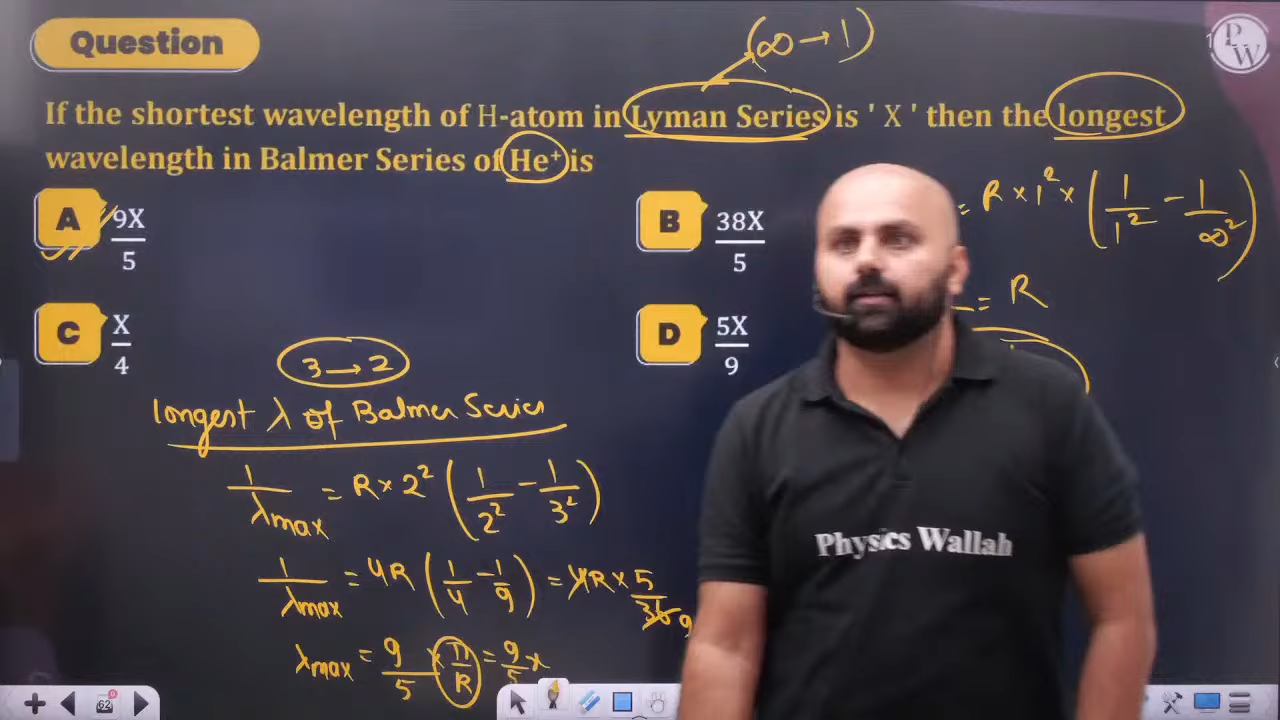 Question
(∞ → 1)
PW
If the shortest wavelength of H-atom in Lyman Series is ' X ' then the longest
wavelength in Balmer Series of He⁺ is
A 9X/5
B 38X/5
C X/4
D 5X/9
= R × 1² × (1/1² − 1/∞²)
= R
3 → 2
longest λ of Balmer Series
1/λmax = R × 2² (1/2² − 1/3²)
1/λmax = 4R (1/4 − 1/9) = 4R × 5/36 9
λmax = 9/5 × 1/R = 9/5 x
Physics Wallah
62